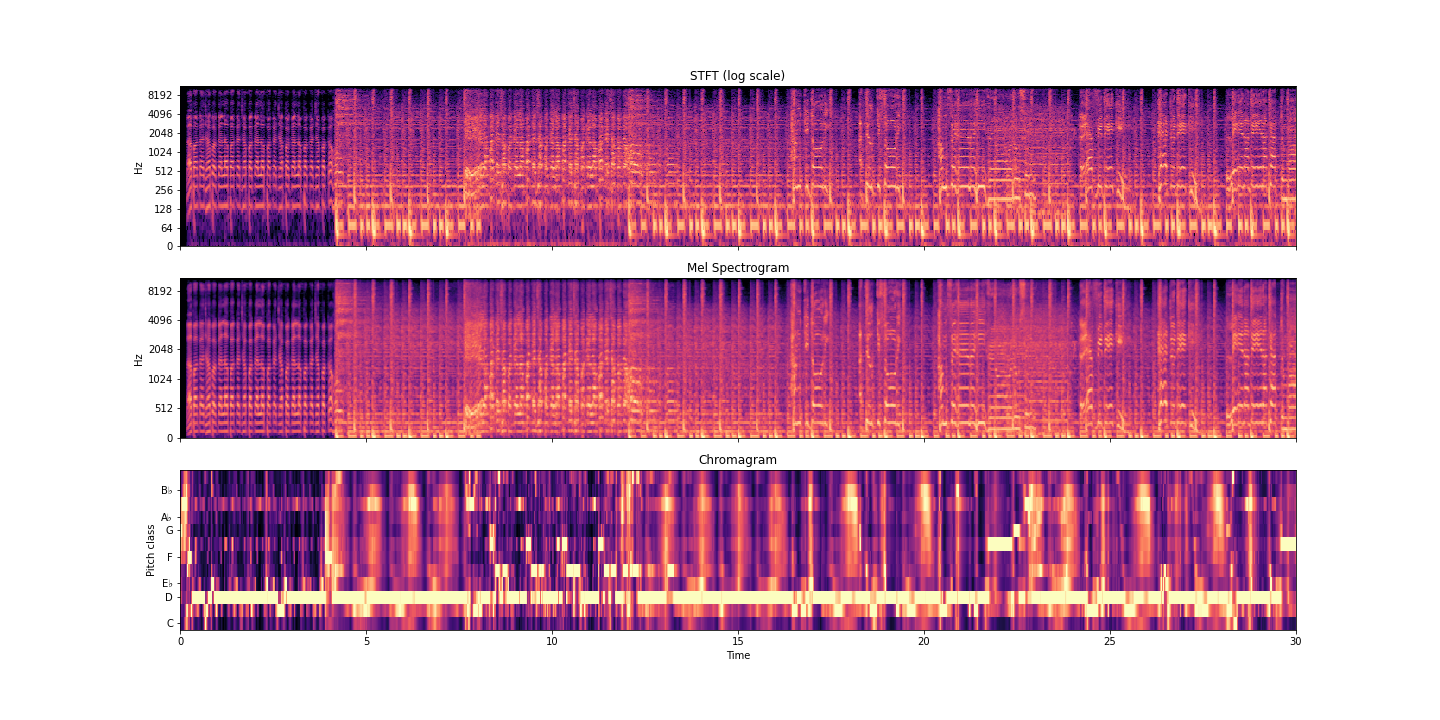 STFT (log scale)
8192
4096
2048
1024
512
256
128
64
0
Hz
Mel Spectrogram
8192
4096
2048
1024
512
0
Hz
Chromagram
B♭
A♭
G
F
E♭
D
C
Pitch class
0 5 10 15 20 25 30
Time